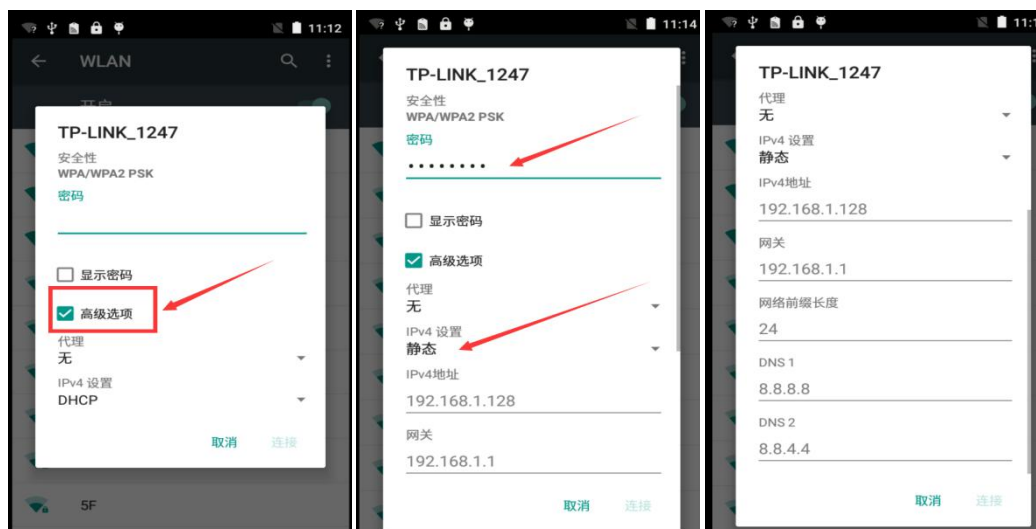 11:12
WLAN
开启
TP-LINK_1247
安全性
WPA/WPA2 PSK
密码
显示密码
高级选项
代理
无
IPv4 设置
DHCP
取消
连接
5F
11:14
TP-LINK_1247
安全性
WPA/WPA2 PSK
密码
••••••••
显示密码
高级选项
代理
无
IPv4 设置
静态
IPv4地址
192.168.1.128
网关
192.168.1.1
取消
连接
TP-LINK_1247
代理
无
IPv4 设置
静态
IPv4地址
192.168.1.128
网关
192.168.1.1
网络前缀长度
24
DNS 1
8.8.8.8
DNS 2
8.8.4.4
取消
连接